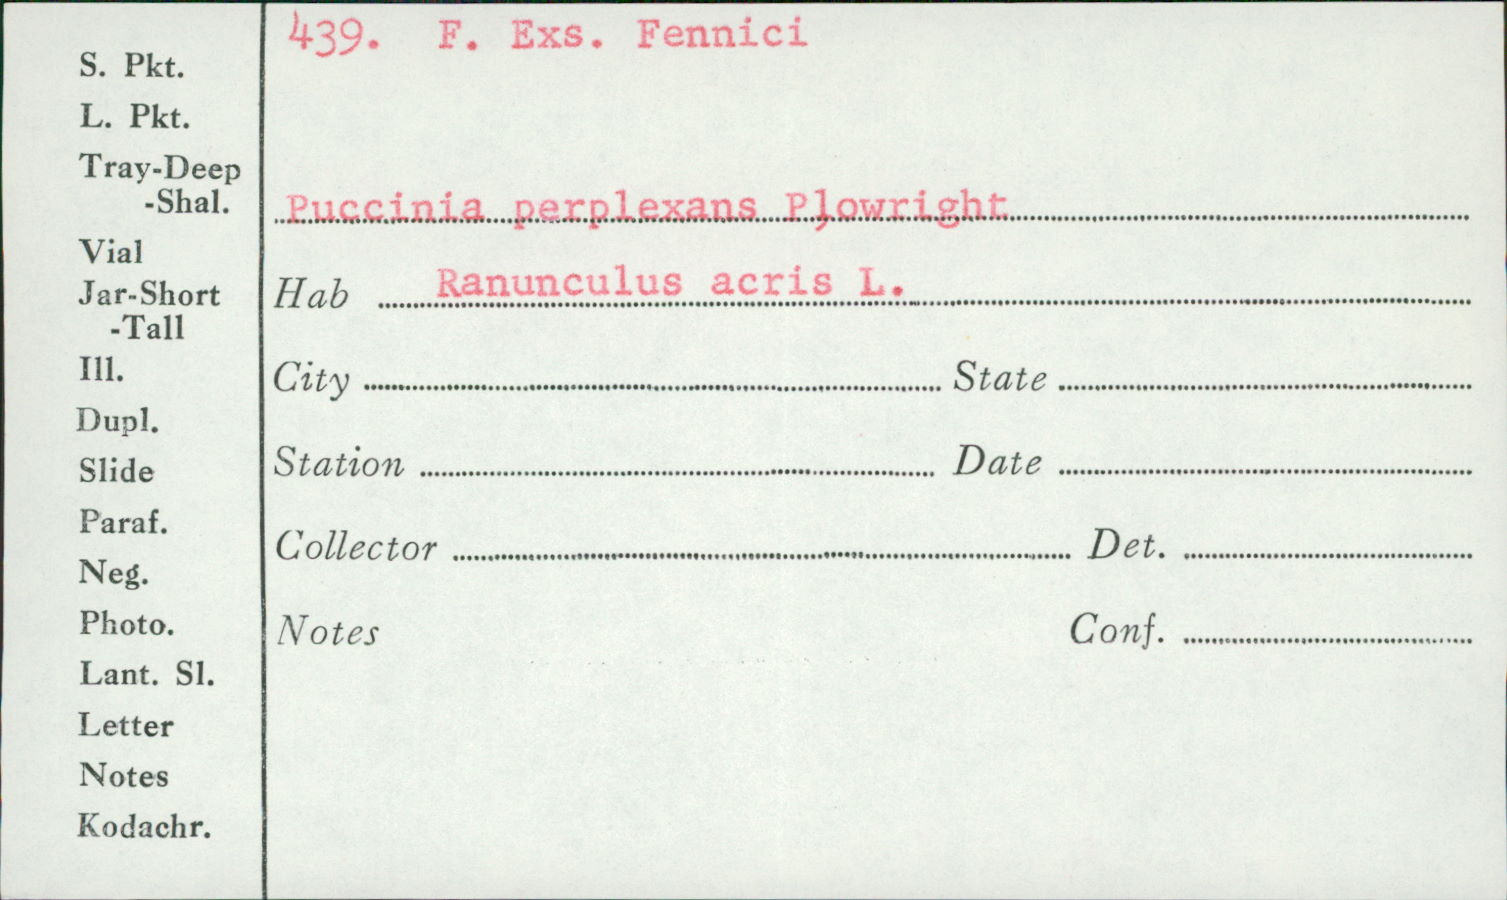 439. F. Exs. Fennici
S. Pkt.
L. Pkt.
Tray-Deep
-Shal.
Puccinia perplexans Plowright
Vial
Jar-Short
-Tall
Hab Ranunculus acris L.
Ill.
City State
Dupl.
Slide
Station Date
Paraf.
Collector Det.
Neg.
Photo.
Notes Conf.
Lant. Sl.
Letter
Notes
Kodachr.